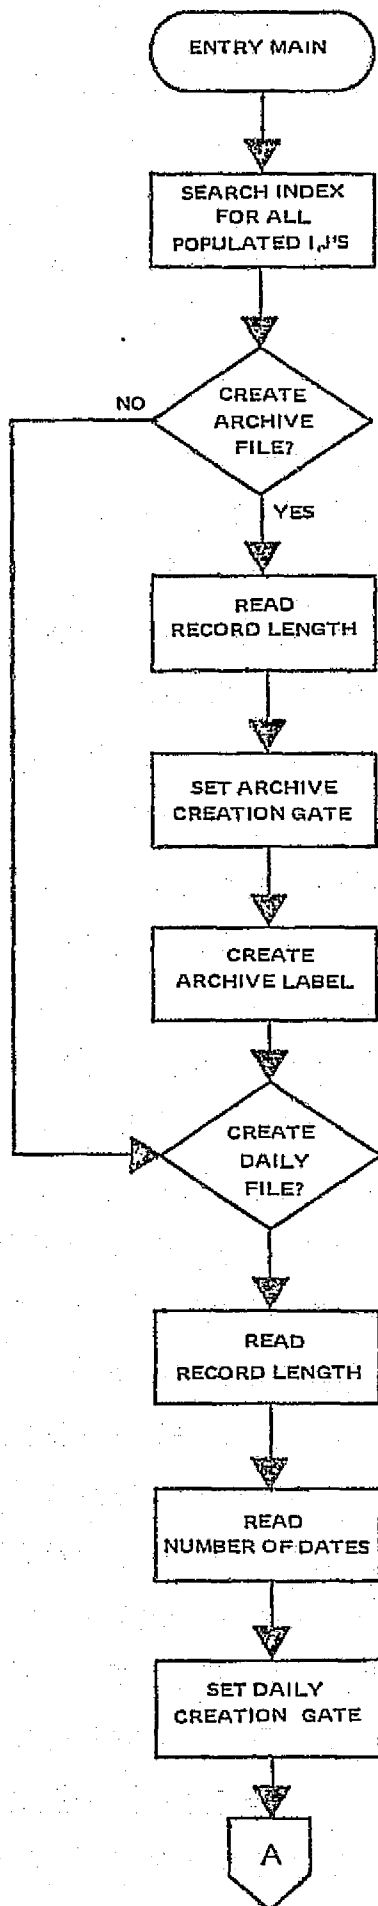 ENTRY MAIN
SEARCH INDEX
FOR ALL
POPULATED I,J'S
CREATE
ARCHIVE
FILE?
NO
YES
READ
RECORD LENGTH
SET ARCHIVE
CREATION GATE
CREATE
ARCHIVE LABEL
CREATE
DAILY
FILE?
READ
RECORD LENGTH
READ
NUMBER OF DATES
SET DAILY
CREATION GATE
A